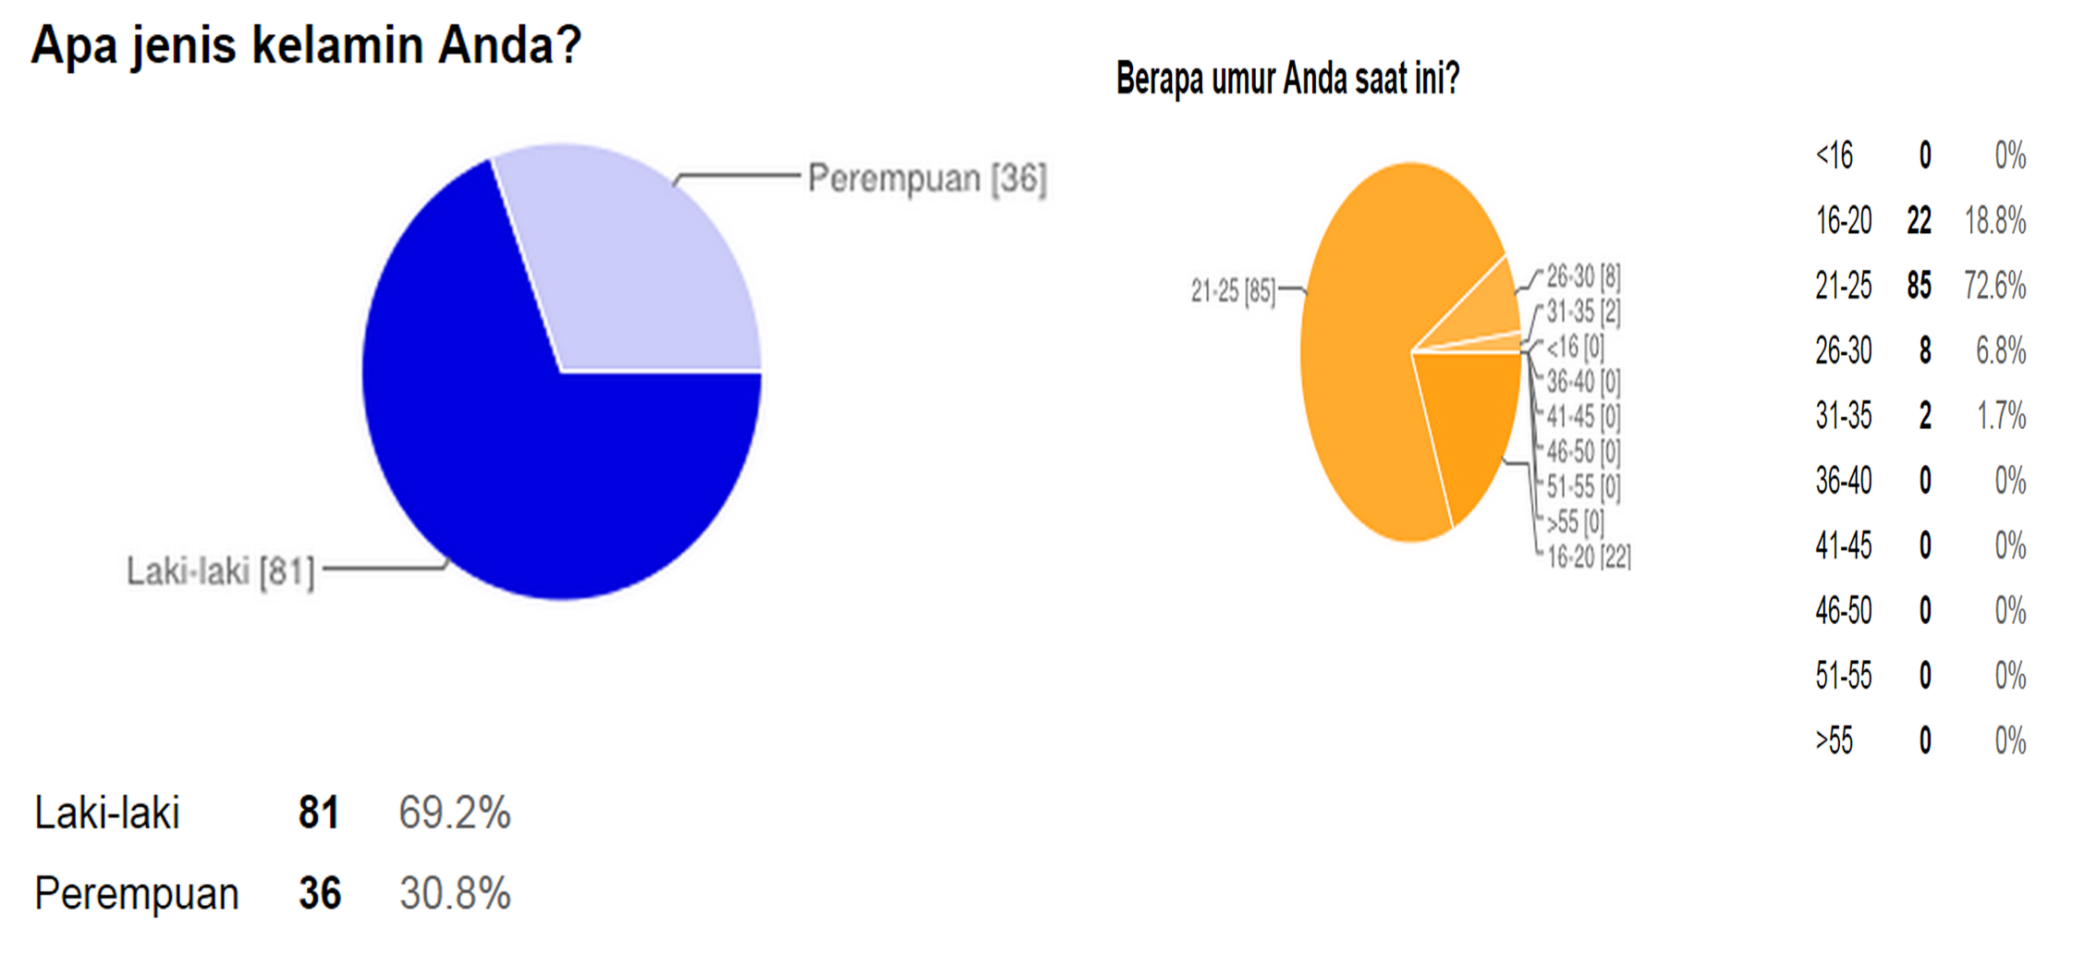 Apa jenis kelamin Anda?
Perempuan [36]
Laki-laki [81]
Laki-laki 81 69.2%
Perempuan 36 30.8%
Berapa umur Anda saat ini?
21-25 [85]
26-30 [8]
31-35 [2]
<16 [0]
36-40 [0]
41-45 [0]
46-50 [0]
51-55 [0]
>55 [0]
16-20 [22]
<16 0 0%
16-20 22 18.8%
21-25 85 72.6%
26-30 8 6.8%
31-35 2 1.7%
36-40 0 0%
41-45 0 0%
46-50 0 0%
51-55 0 0%
>55 0 0%